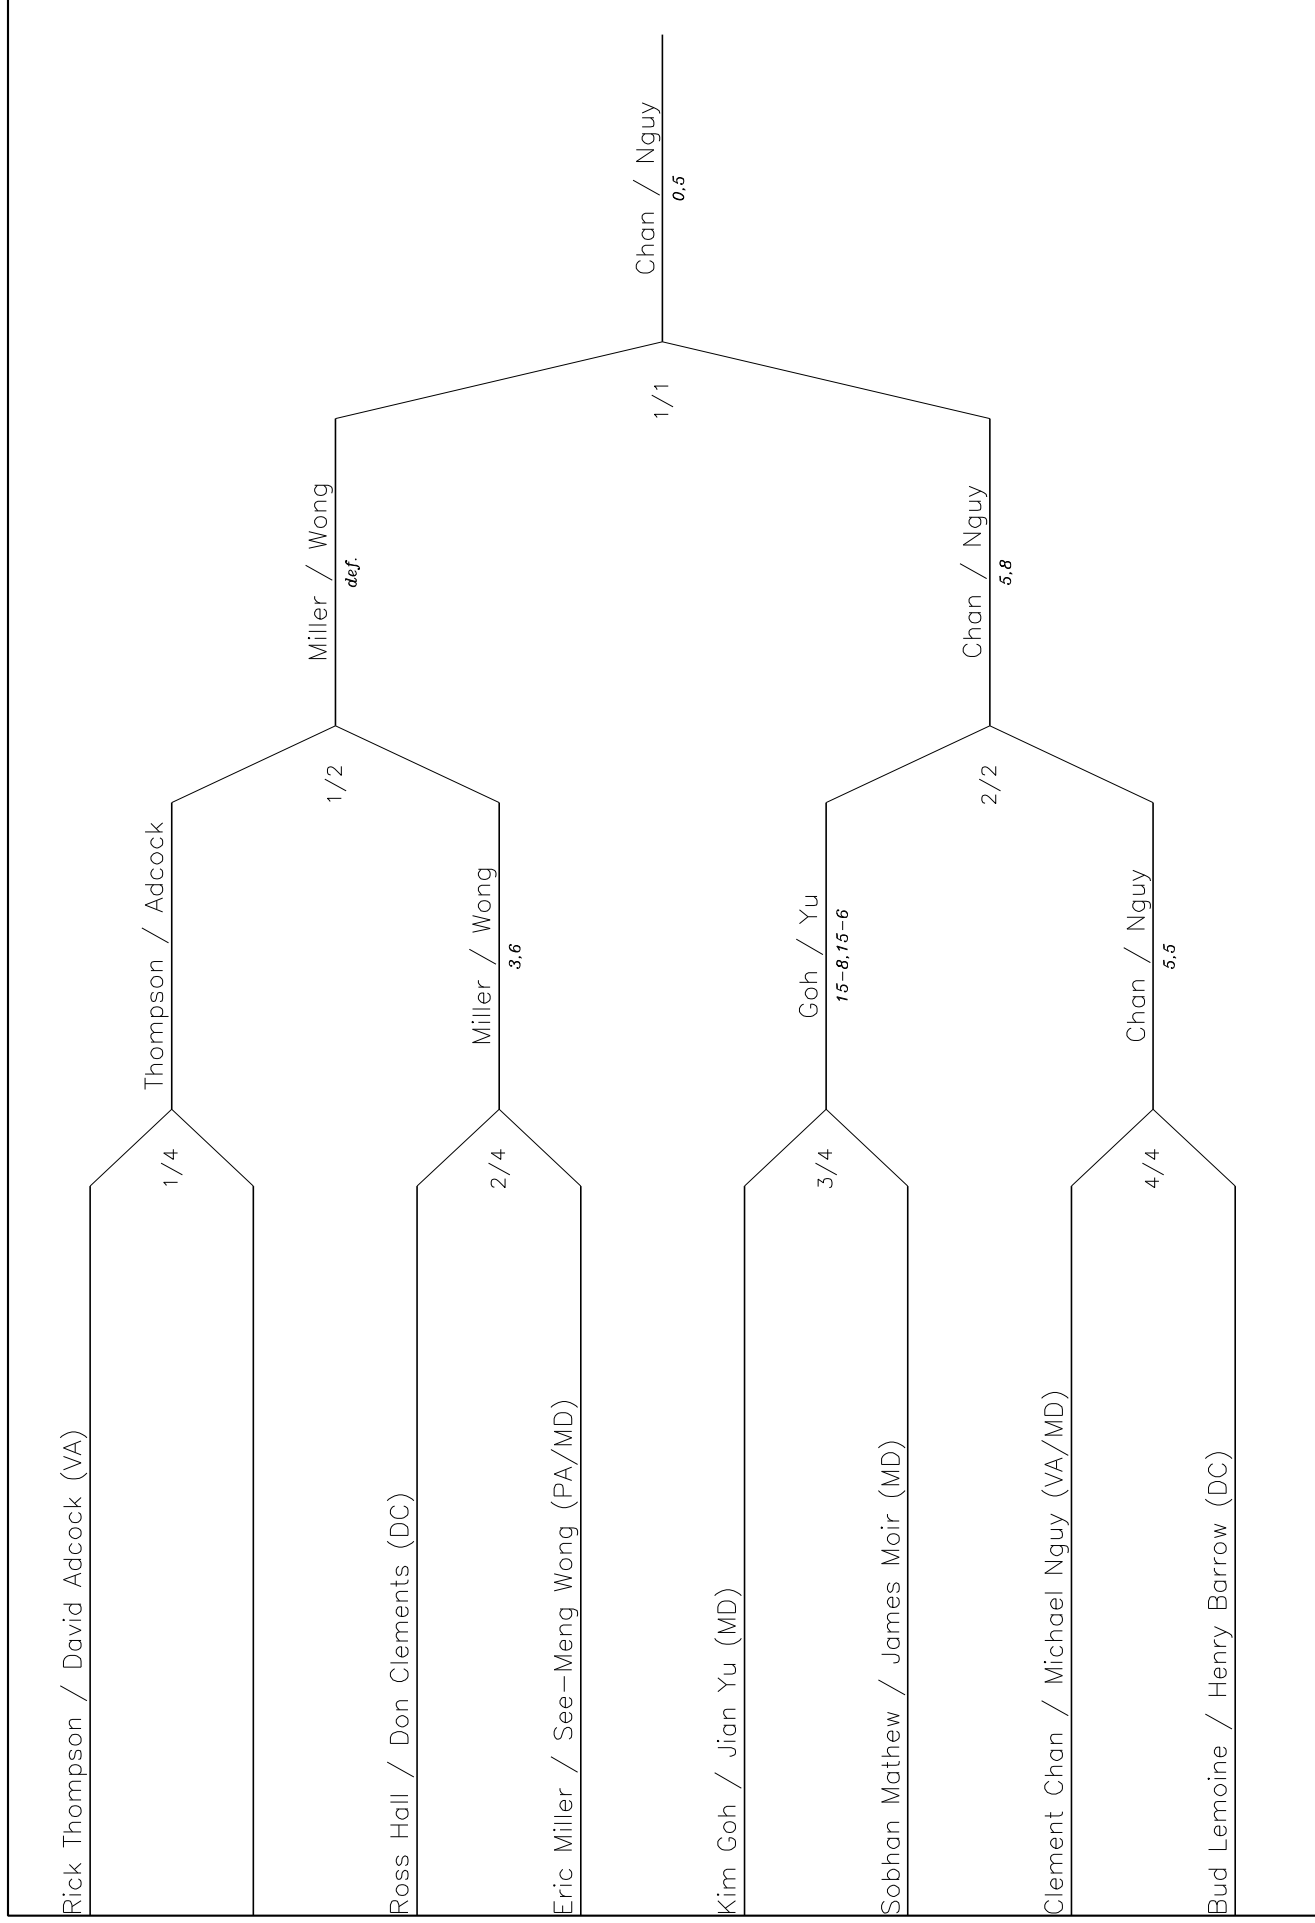 Rick Thompson / David Adcock (VA)
Ross Hall / Don Clements (DC)
Eric Miller / See-Meng Wong (PA/MD)
Kim Goh / Jian Yu (MD)
Sobhan Mathew / James Moir (MD)
Clement Chan / Michael Nguy (VA/MD)
Bud Lemoine / Henry Barrow (DC)
1/4
2/4
3/4
4/4
Thompson / Adcock
Miller / Wong
3,6
Goh / Yu
15-8,15-6
Chan / Nguy
5,5
1/2
2/2
Miller / Wong
def.
Chan / Nguy
5,8
1/1
Chan / Nguy
0,5